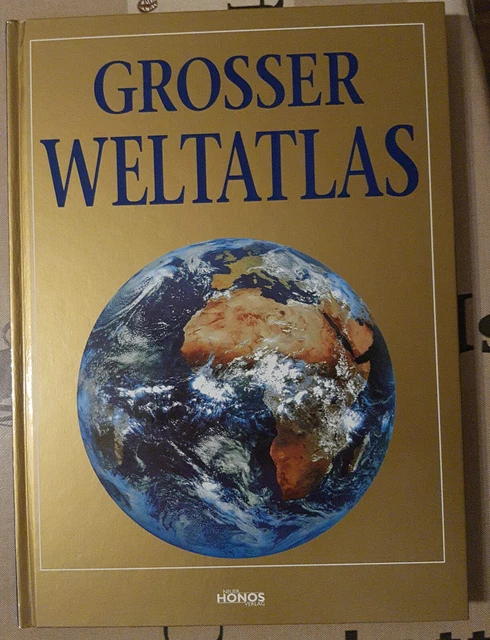 GROSSER
WELTATLAS
NEUER
HONOS
VERLAG